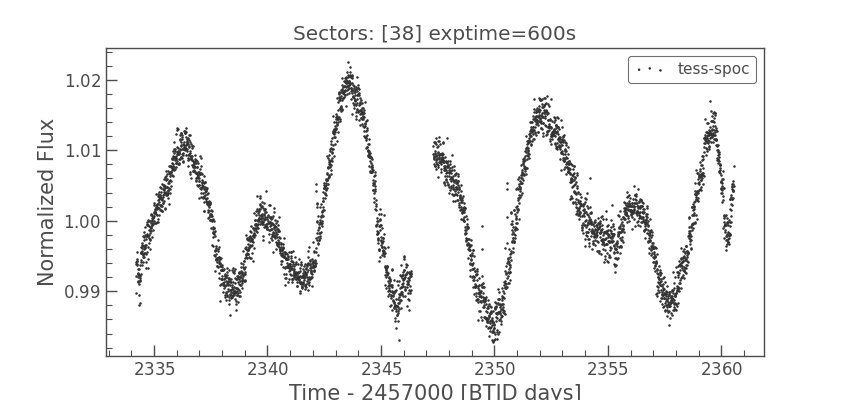 Sectors: [38] exptime=600s
tess-spoc
1.02
1.01
1.00
0.99
Normalized Flux
2335 2340 2345 2350 2355 2360
Time - 2457000 [BTJD days]